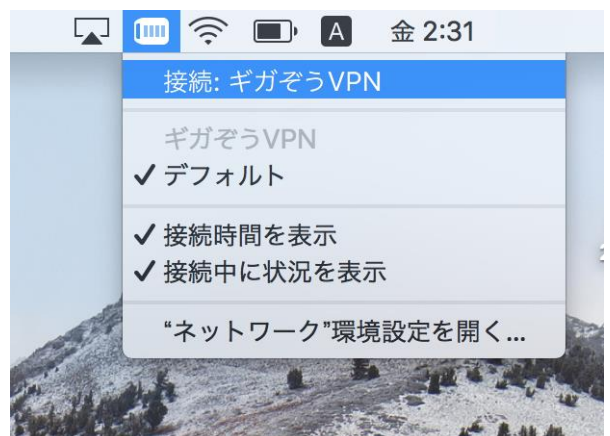 A 金 2:31
接続: ギガぞうVPN
ギガぞうVPN
✓ デフォルト
✓ 接続時間を表示
✓ 接続中に状況を表示
“ネットワーク”環境設定を開く...